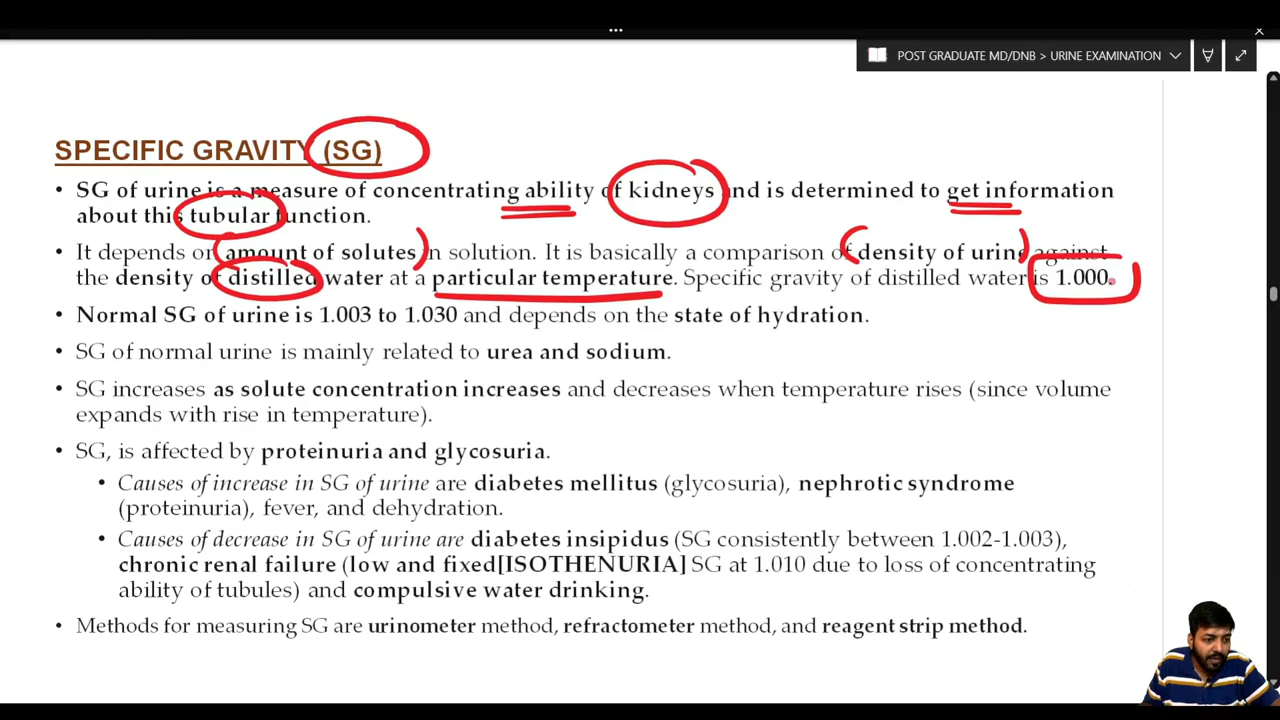 POST GRADUATE MD/DNB > URINE EXAMINATION
SPECIFIC GRAVITY (SG)
• SG of urine is a measure of concentrating ability of kidneys and is determined to get information
about this tubular function.
• It depends on amount of solutes in solution. It is basically a comparison of density of urine against
the density of distilled water at a particular temperature. Specific gravity of distilled water is 1.000.
• Normal SG of urine is 1.003 to 1.030 and depends on the state of hydration.
• SG of normal urine is mainly related to urea and sodium.
• SG increases as solute concentration increases and decreases when temperature rises (since volume
expands with rise in temperature).
• SG, is affected by proteinuria and glycosuria.
• Causes of increase in SG of urine are diabetes mellitus (glycosuria), nephrotic syndrome
(proteinuria), fever, and dehydration.
• Causes of decrease in SG of urine are diabetes insipidus (SG consistently between 1.002-1.003),
chronic renal failure (low and fixed[ISOTHENURIA] SG at 1.010 due to loss of concentrating
ability of tubules) and compulsive water drinking.
• Methods for measuring SG are urinometer method, refractometer method, and reagent strip method.